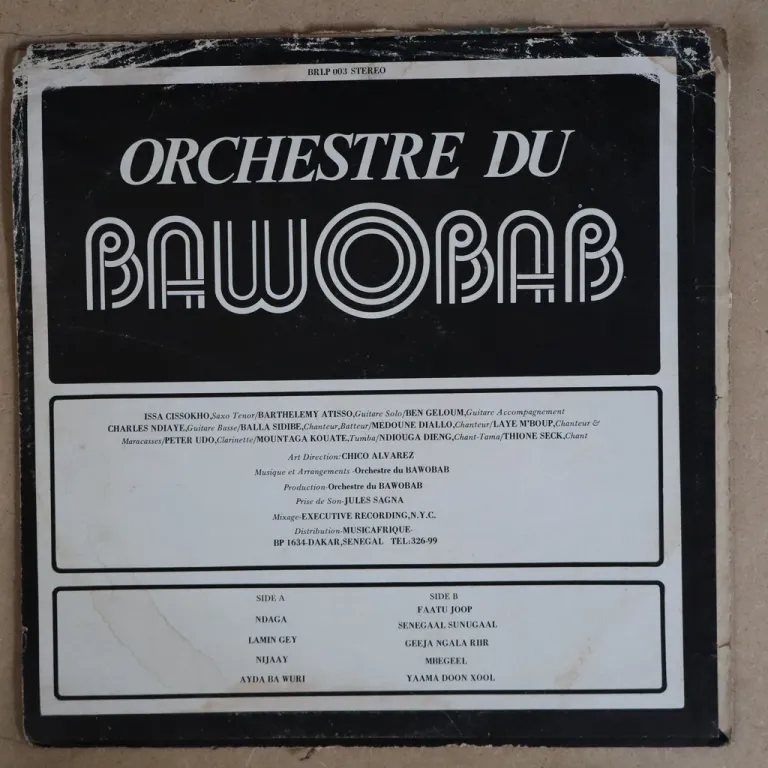 BRLP 003 STEREO
ORCHESTRE DU
BAWOBAB
ISSA CISSOKHO,Saxo Tenor/BARTHELEMY ATISSO,Guitare Solo/BEN GELOUM,Guitare Accompagnement
CHARLES NDIAYE,Guitare Basse/BALLA SIDIBE,Chanteur,Batteur/MEDOUNE DIALLO,Chanteur/LAYE M'BOUP,Chanteur &
Maracasses/PETER UDO,Clarinette/MOUNTAGA KOUATE,Tumba/NDIOUGA DIENG,Chant-Tama/THIONE SECK,Chant
Art Direction:CHICO ALVAREZ
Musique et Arrangements -Orchestre du BAWOBAB
Production-Orchestre du BAWOBAB
Prise de Son-JULES SAGNA
Mixage-EXECUTIVE RECORDING,N.Y.C.
Distribution-MUSICAFRIQUE-
BP 1634-DAKAR,SENEGAL TEL:326-99
SIDE A
NDAGA
LAMIN GEY
NIJAAY
AYDA BA WURI
SIDE B
FAATU JOOP
SENEGAAL SUNUGAAL
GEEJA NGALA RIIR
MBEGEEL
YAAMA DOON XOOL